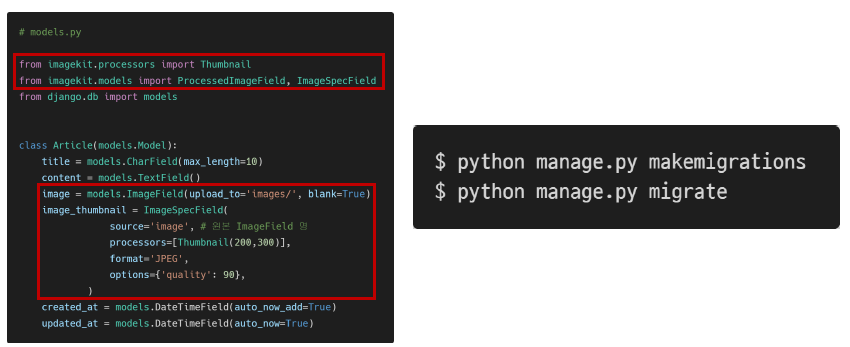 # models.py
from imagekit.processors import Thumbnail
from imagekit.models import ProcessedImageField, ImageSpecField
from django.db import models
class Article(models.Model):
    title = models.CharField(max_length=10)
    content = models.TextField()
    image = models.ImageField(upload_to='images/', blank=True)
    image_thumbnail = ImageSpecField(
                source='image', # 원본 ImageField 명
                processors=[Thumbnail(200,300)],
                format='JPEG',
                options={'quality': 90},
            )
    created_at = models.DateTimeField(auto_now_add=True)
    updated_at = models.DateTimeField(auto_now=True)
$ python manage.py makemigrations
$ python manage.py migrate